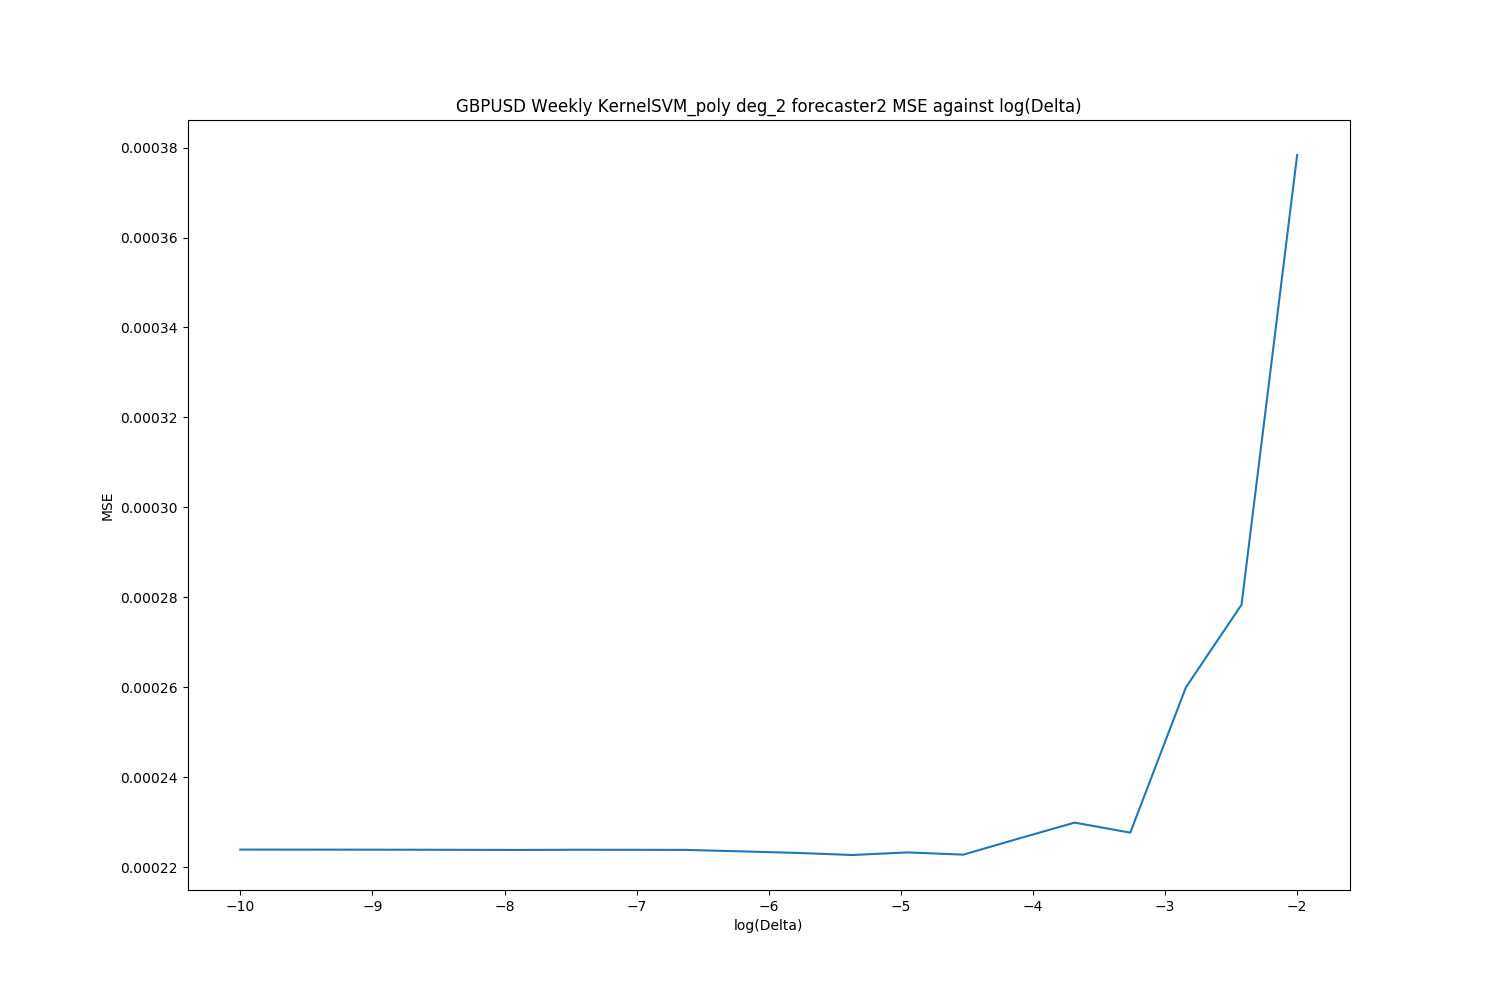 GBPUSD Weekly KernelSVM_poly deg_2 forecaster2 MSE against log(Delta)
0.00038
0.00036
0.00034
0.00032
0.00030
0.00028
0.00026
0.00024
0.00022
MSE
−10 −9 −8 −7 −6 −5 −4 −3 −2
log(Delta)